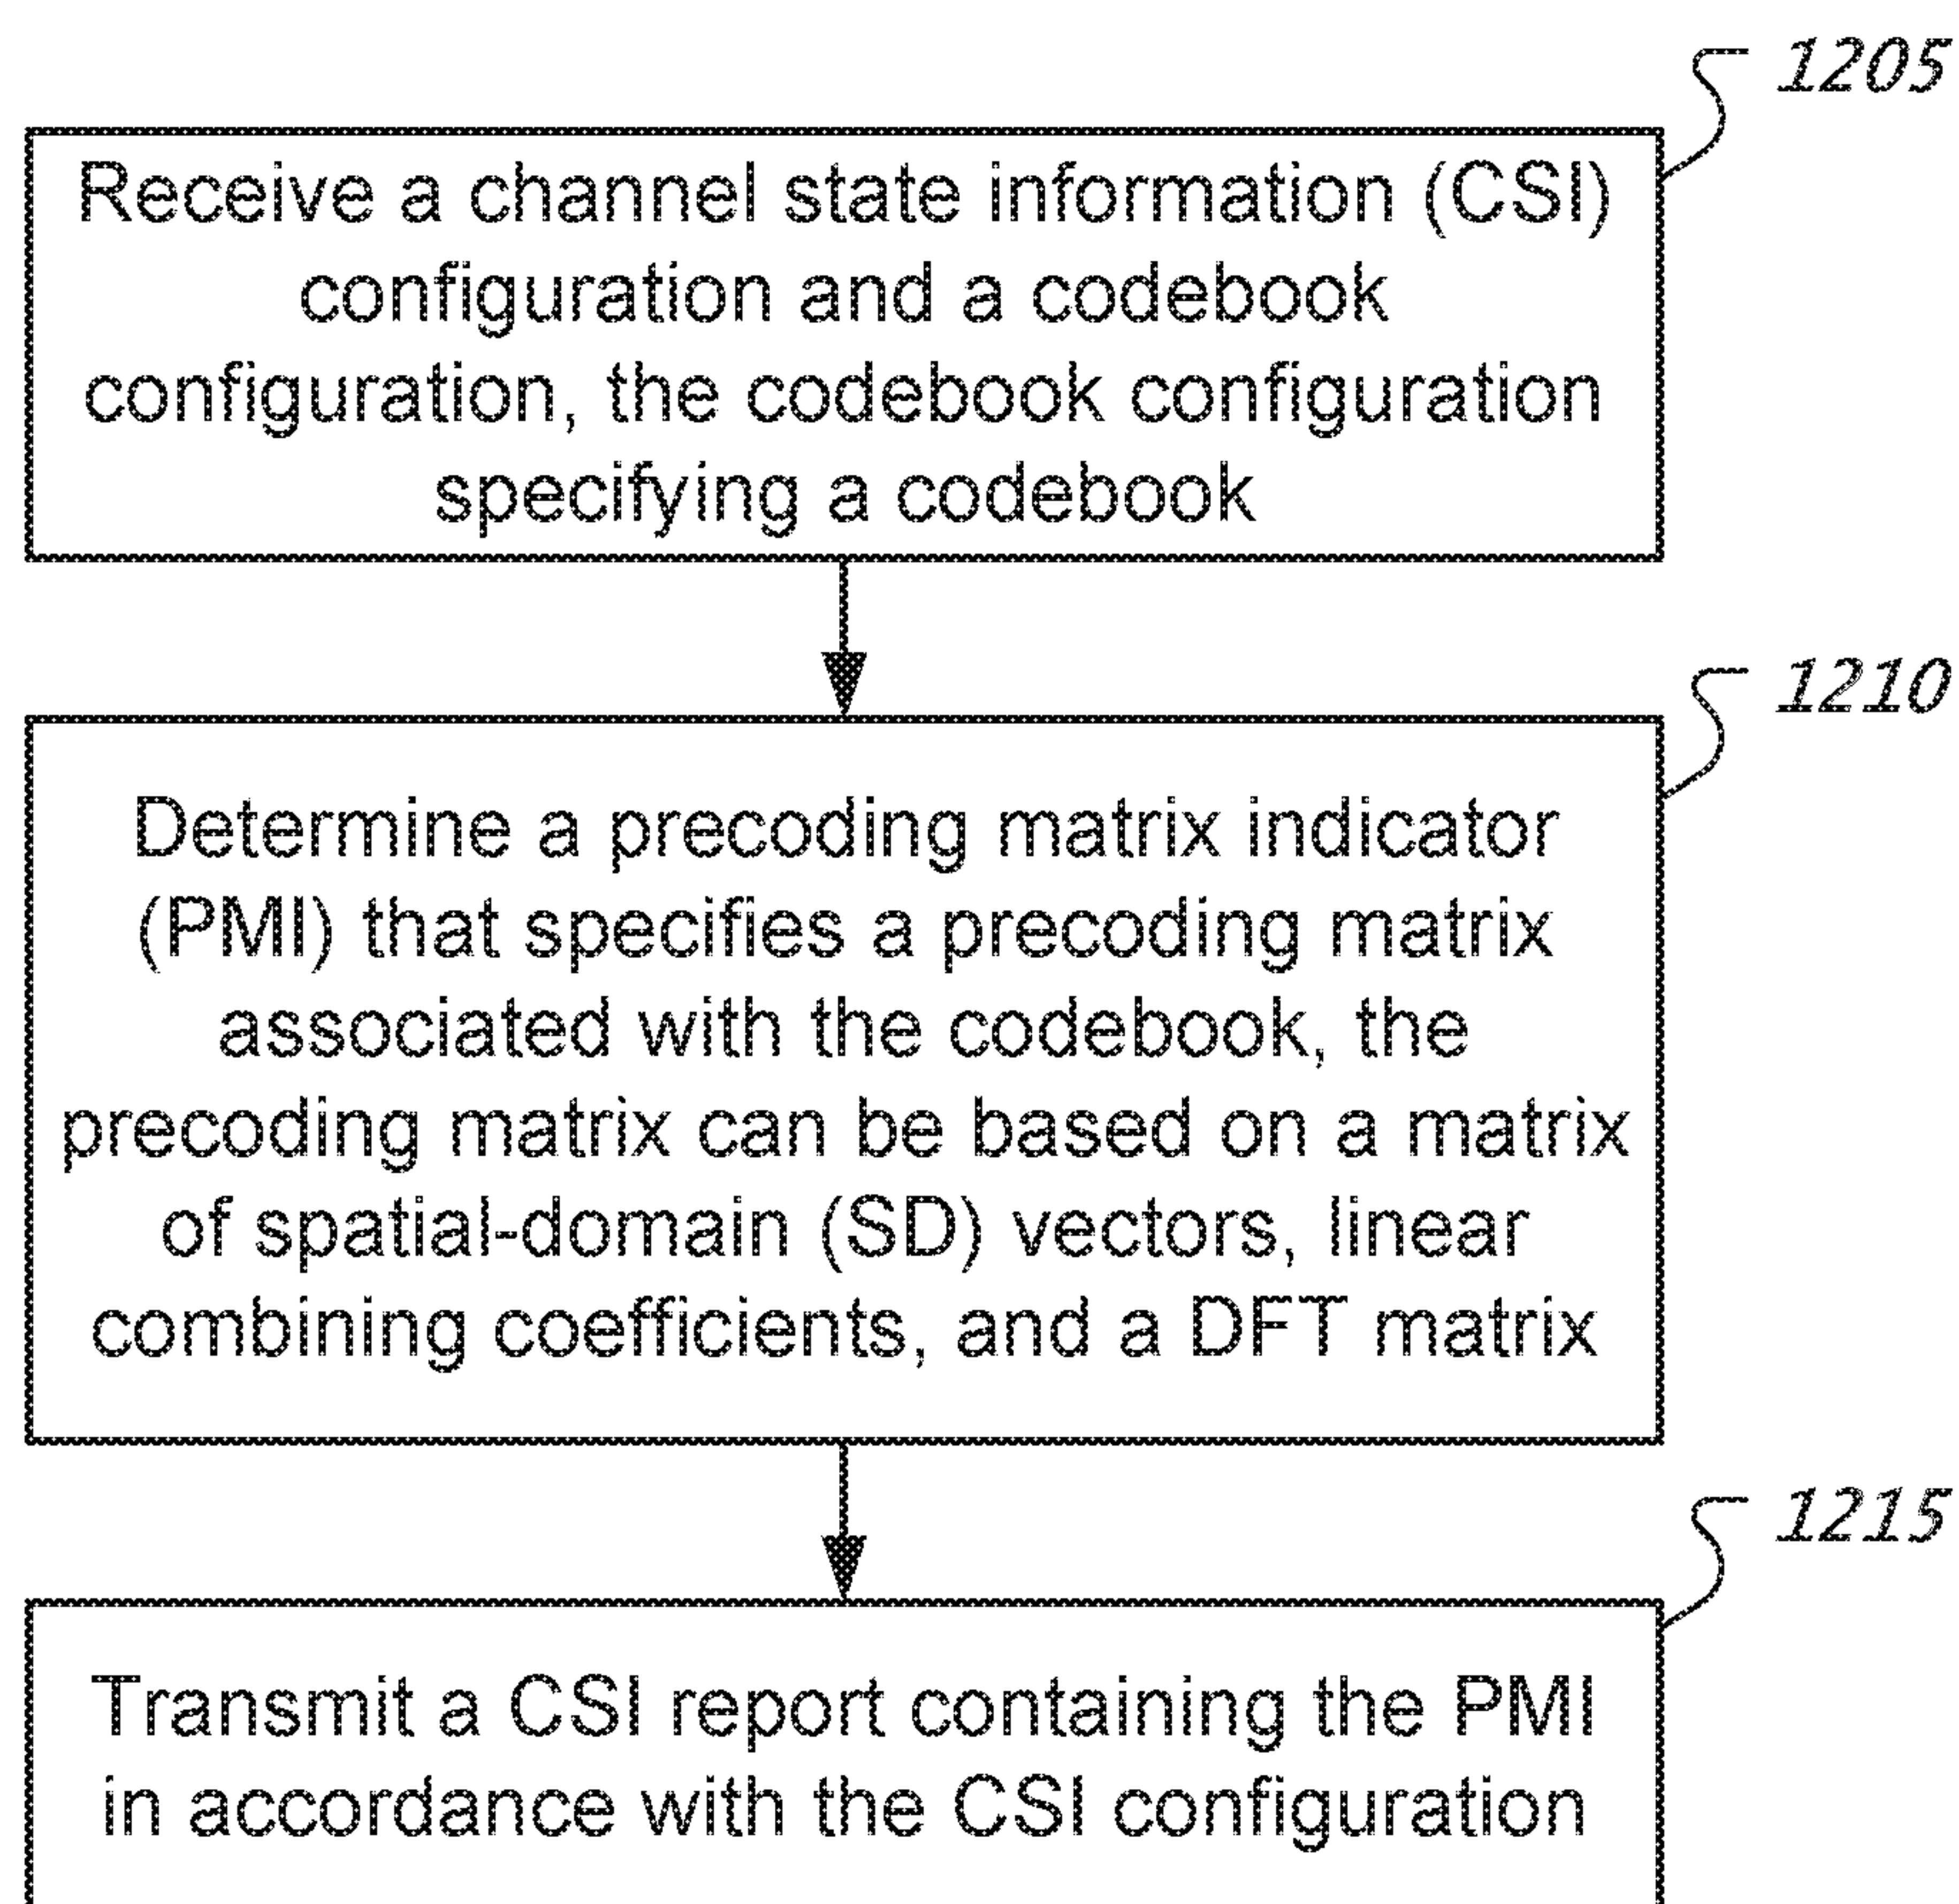 1205
Receive a channel state information (CSI)
configuration and a codebook
configuration, the codebook configuration
specifying a codebook
1210
Determine a precoding matrix indicator
(PMI) that specifies a precoding matrix
associated with the codebook, the
precoding matrix can be based on a matrix
of spatial-domain (SD) vectors, linear
combining coefficients, and a DFT matrix
1215
Transmit a CSI report containing the PMI
in accordance with the CSI configuration